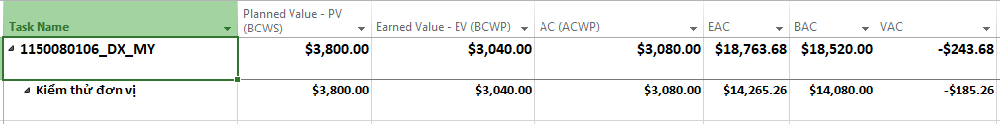 Task Name Planned Value - PV (BCWS) Earned Value - EV (BCWP) AC (ACWP) EAC BAC VAC
1150080106_DX_MY $3,800.00 $3,040.00 $3,080.00 $18,763.68 $18,520.00 -$243.68
Kiểm thử đơn vị $3,800.00 $3,040.00 $3,080.00 $14,265.26 $14,080.00 -$185.26